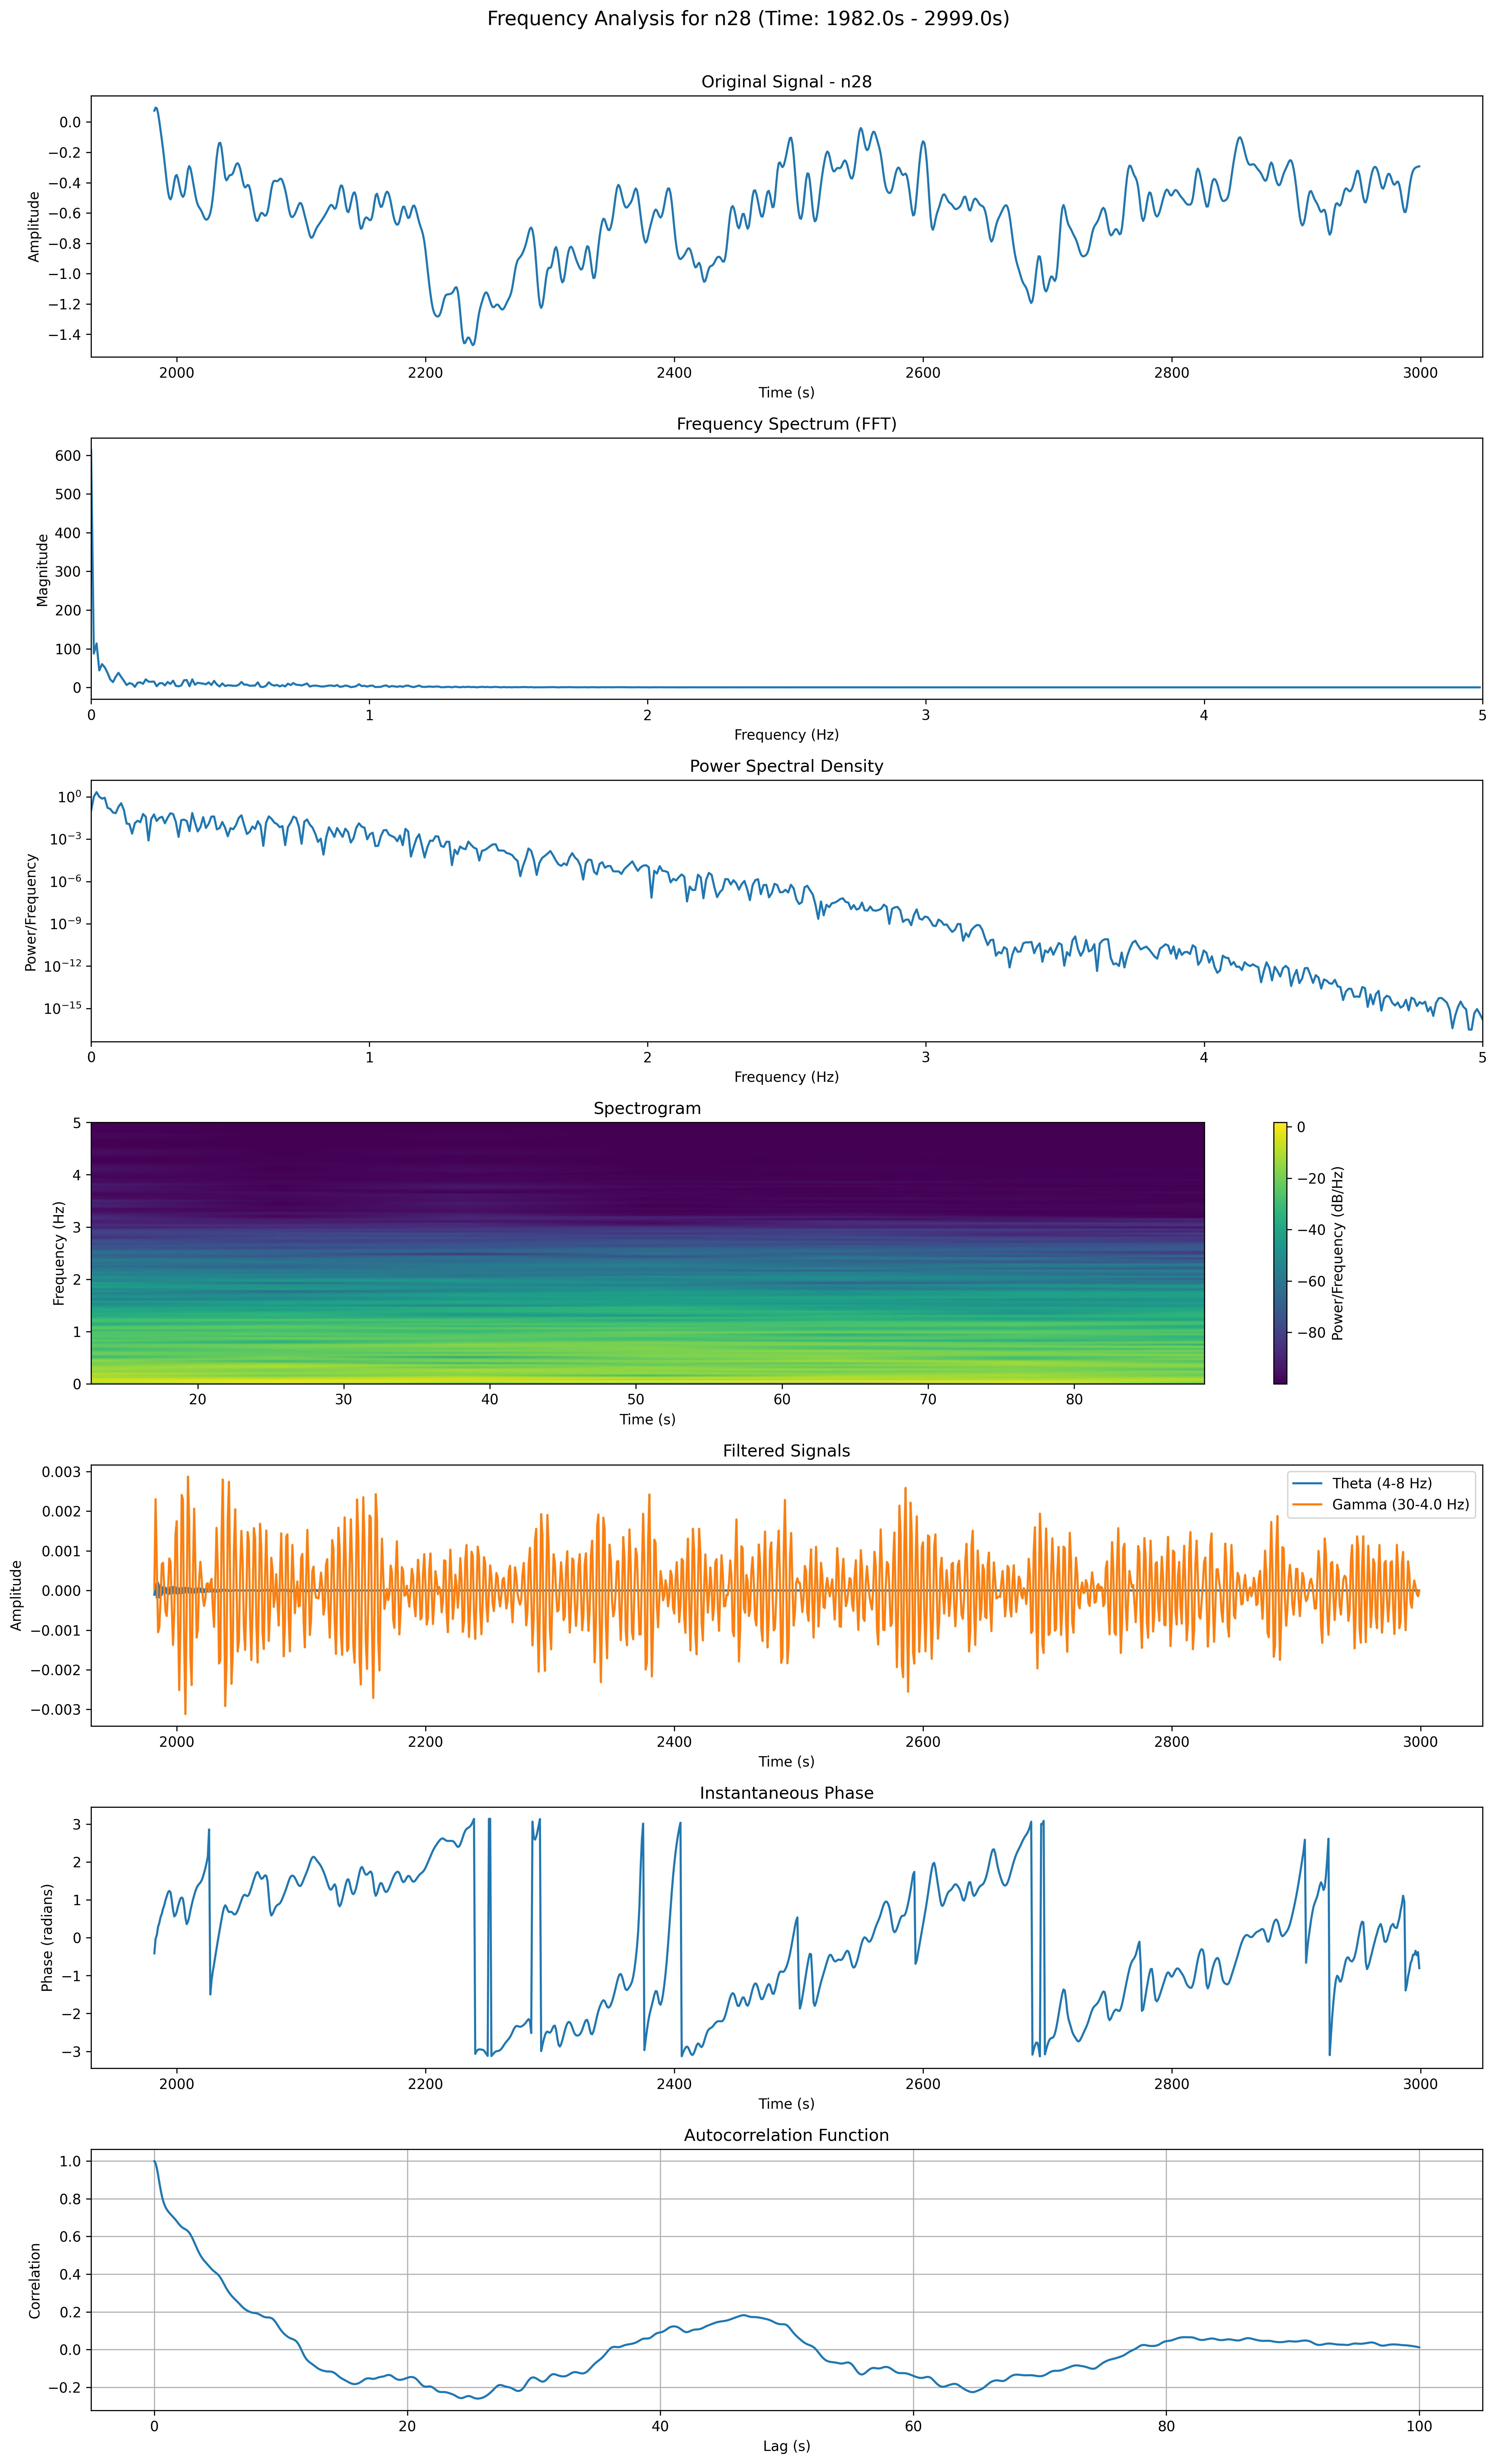 Frequency Analysis for n28 (Time: 1982.0s - 2999.0s)
Original Signal - n28
Amplitude
0.0
−0.2
−0.4
−0.6
−0.8
−1.0
−1.2
−1.4
2000 2200 2400 2600 2800 3000
Time (s)
Frequency Spectrum (FFT)
Magnitude
600
500
400
300
200
100
0
0 1 2 3 4 5
Frequency (Hz)
Power Spectral Density
Power/Frequency
10⁰
10⁻³
10⁻⁶
10⁻⁹
10⁻¹²
10⁻¹⁵
0 1 2 3 4 5
Frequency (Hz)
Spectrogram
Frequency (Hz)
5
4
3
2
1
0
20 30 40 50 60 70 80
Time (s)
0
−20
−40
−60
−80
Power/Frequency (dB/Hz)
Filtered Signals
Amplitude
0.003
0.002
0.001
0.000
−0.001
−0.002
−0.003
Theta (4-8 Hz)
Gamma (30-4.0 Hz)
2000 2200 2400 2600 2800 3000
Time (s)
Instantaneous Phase
Phase (radians)
3
2
1
0
−1
−2
−3
2000 2200 2400 2600 2800 3000
Time (s)
Autocorrelation Function
Correlation
1.0
0.8
0.6
0.4
0.2
0.0
−0.2
0 20 40 60 80 100
Lag (s)